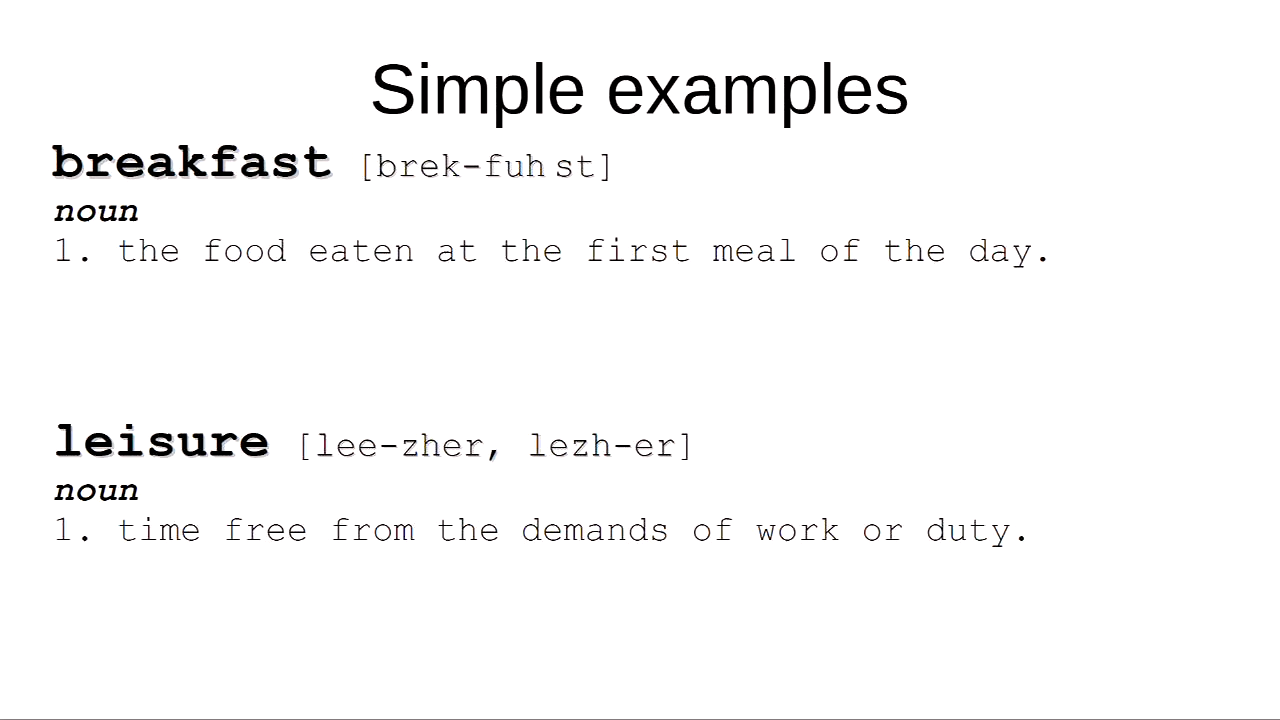 Simple examples
breakfast [brek-fuh st]
noun
1. the food eaten at the first meal of the day.
leisure [lee-zher, lezh-er]
noun
1. time free from the demands of work or duty.